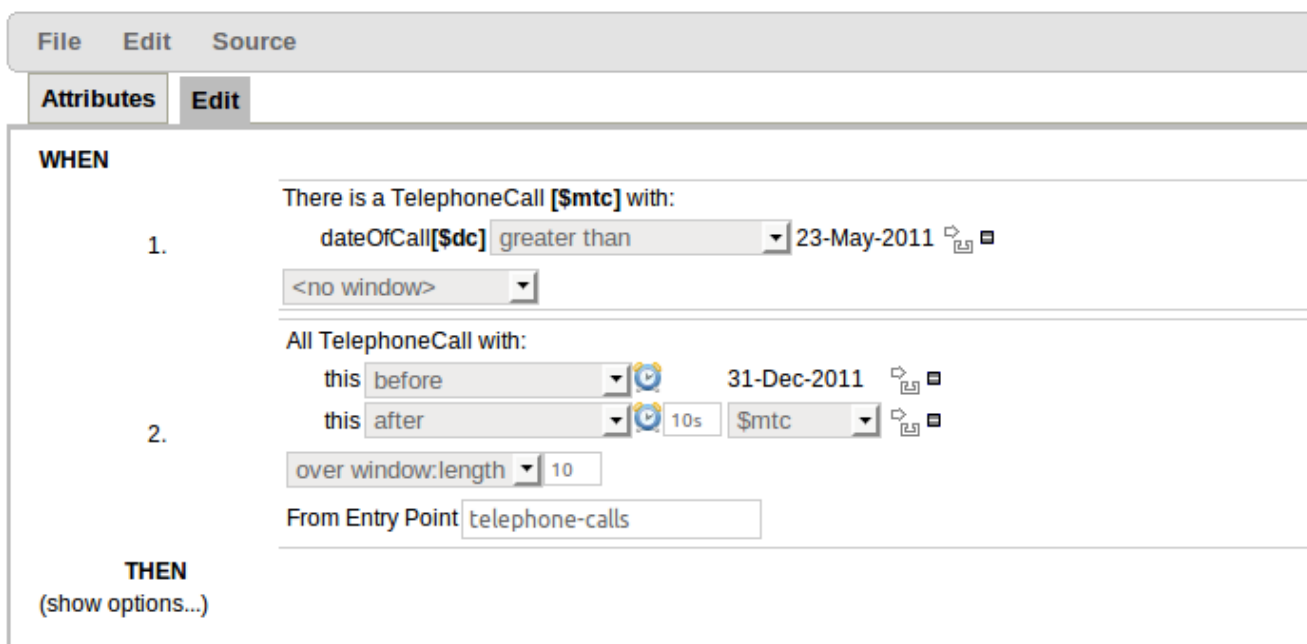 File Edit Source
Attributes Edit
WHEN
There is a TelephoneCall [$mtc] with:
1. dateOfCall[$dc] greater than 23-May-2011
<no window>
All TelephoneCall with:
this before 31-Dec-2011
this after 10s $mtc
2.
over window:length 10
From Entry Point telephone-calls
THEN
(show options...)